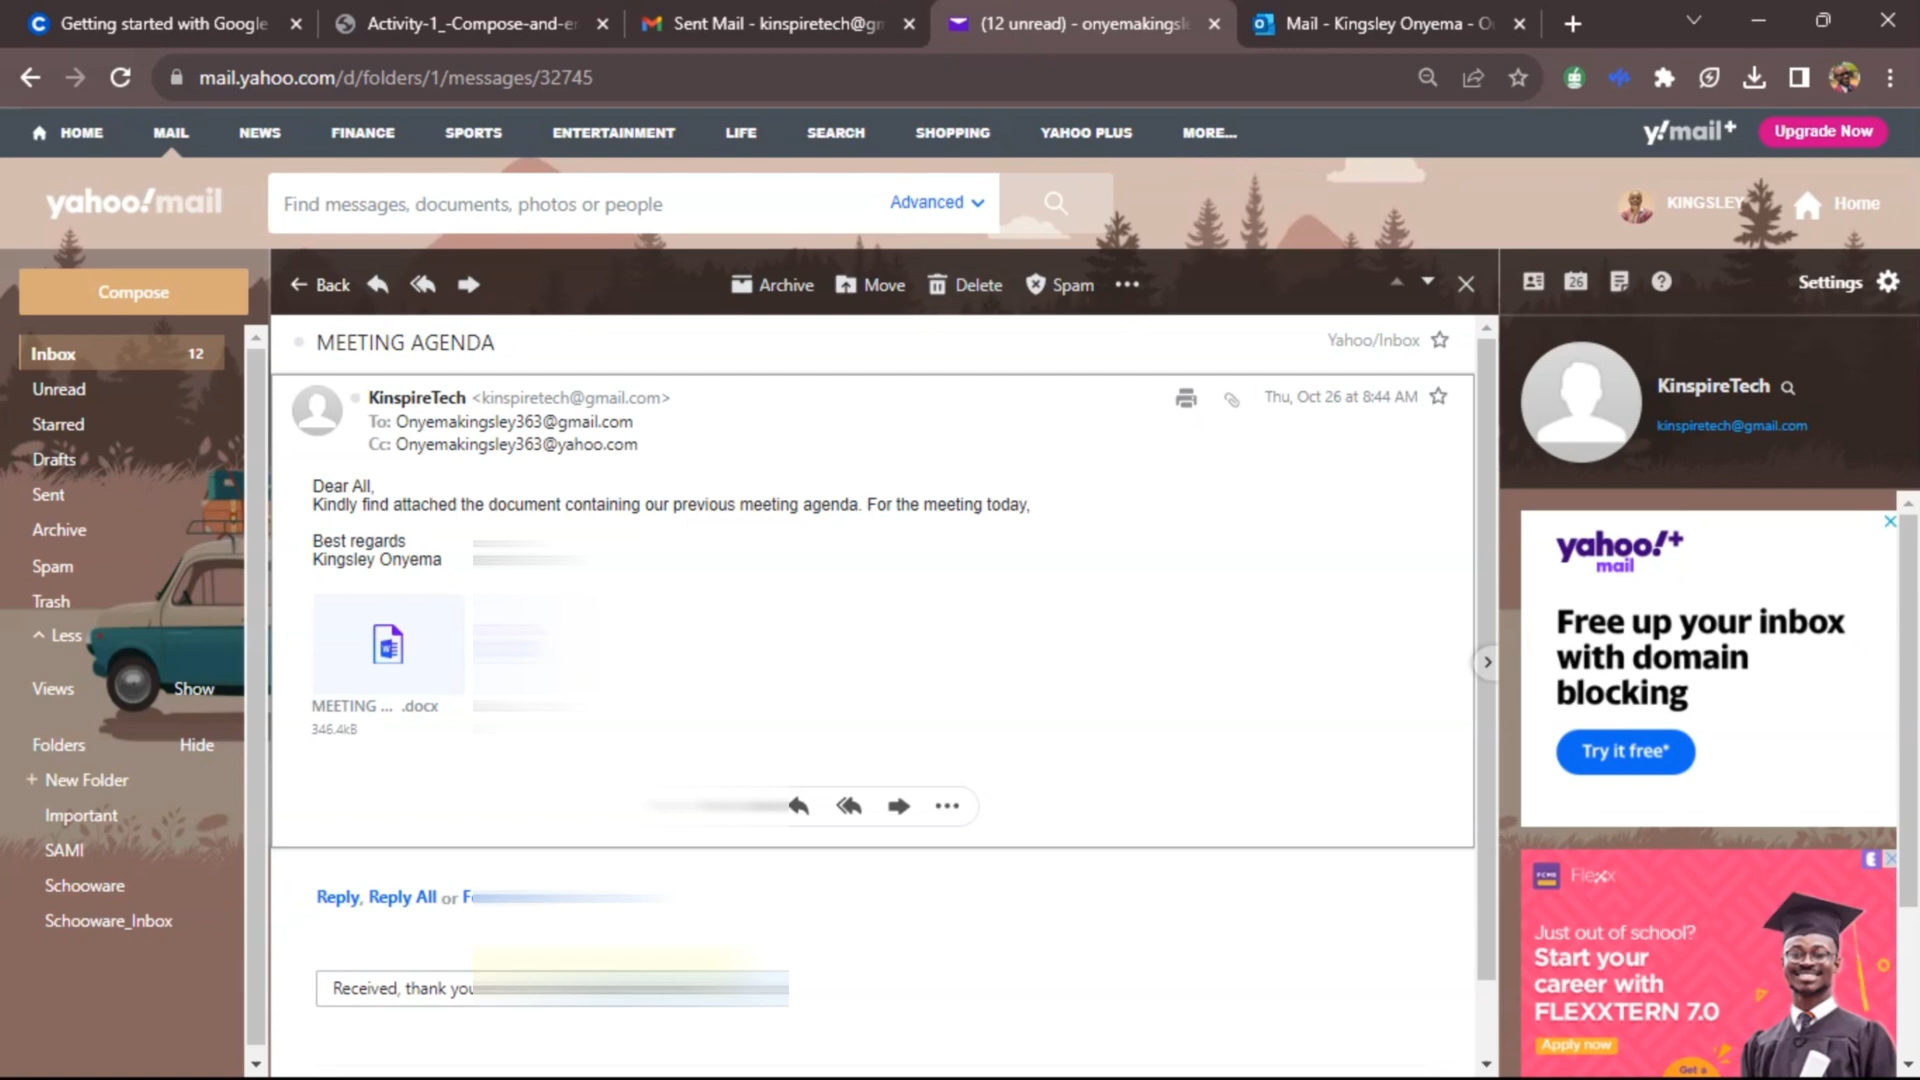 Getting started with Google
Activity-1_-Compose-and-e
Sent Mail - kinspiretech@g
(12 unread) - onyemakings
Mail - Kingsley Onyema - O
mail.yahoo.com/d/folders/1/messages/32745
HOME
MAIL
NEWS
FINANCE
SPORTS
ENTERTAINMENT
LIFE
SEARCH
SHOPPING
YAHOO PLUS
MORE...
y!mail+
Upgrade Now
yahoo!mail
Find messages, documents, photos or people
Advanced
KINGSLEY
Home
Compose
Back
Archive
Move
Delete
Spam
26
Settings
Inbox 12
Unread
Starred
Drafts
Sent
Archive
Spam
Trash
Less
Views Show
Folders Hide
+ New Folder
Important
SAMI
Schooware
Schooware_Inbox
MEETING AGENDA
Yahoo/Inbox
KinspireTech <kinspiretech@gmail.com>
Thu, Oct 26 at 8:44 AM
To: Onyemakingsley363@gmail.com
Cc: Onyemakingsley363@yahoo.com
Dear All,
Kindly find attached the document containing our previous meeting agenda. For the meeting today,
Best regards
Kingsley Onyema
MEETING ... .docx
346.4kB
Reply, Reply All or
Received, thank you
KinspireTech
kinspiretech@gmail.com
yahoo!+
mail
Free up your inbox
with domain
blocking
Try it free*
FCMB
Flexx
Just out of school?
Start your
career with
FLEXXTERN 7.0
Apply now
Get a